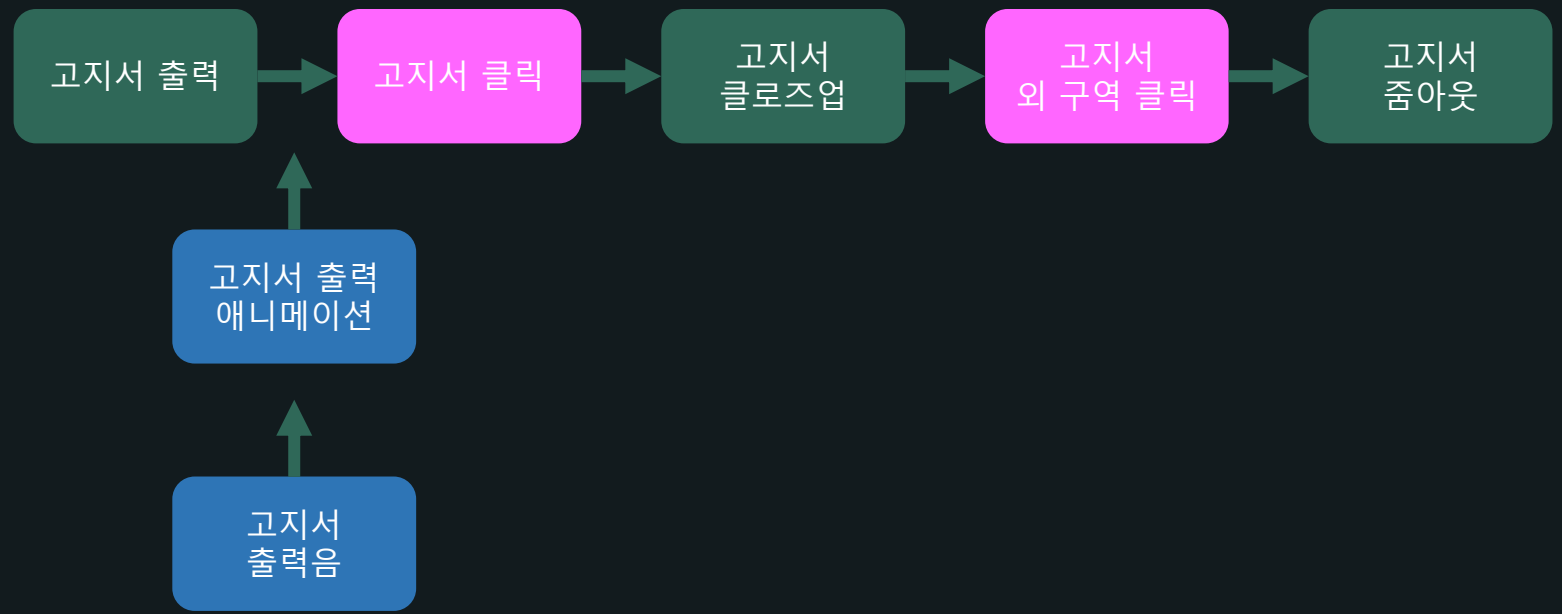 고지서 출력
고지서 클릭
고지서
클로즈업
고지서
외 구역 클릭
고지서
줌아웃
고지서 출력
애니메이션
고지서
출력음